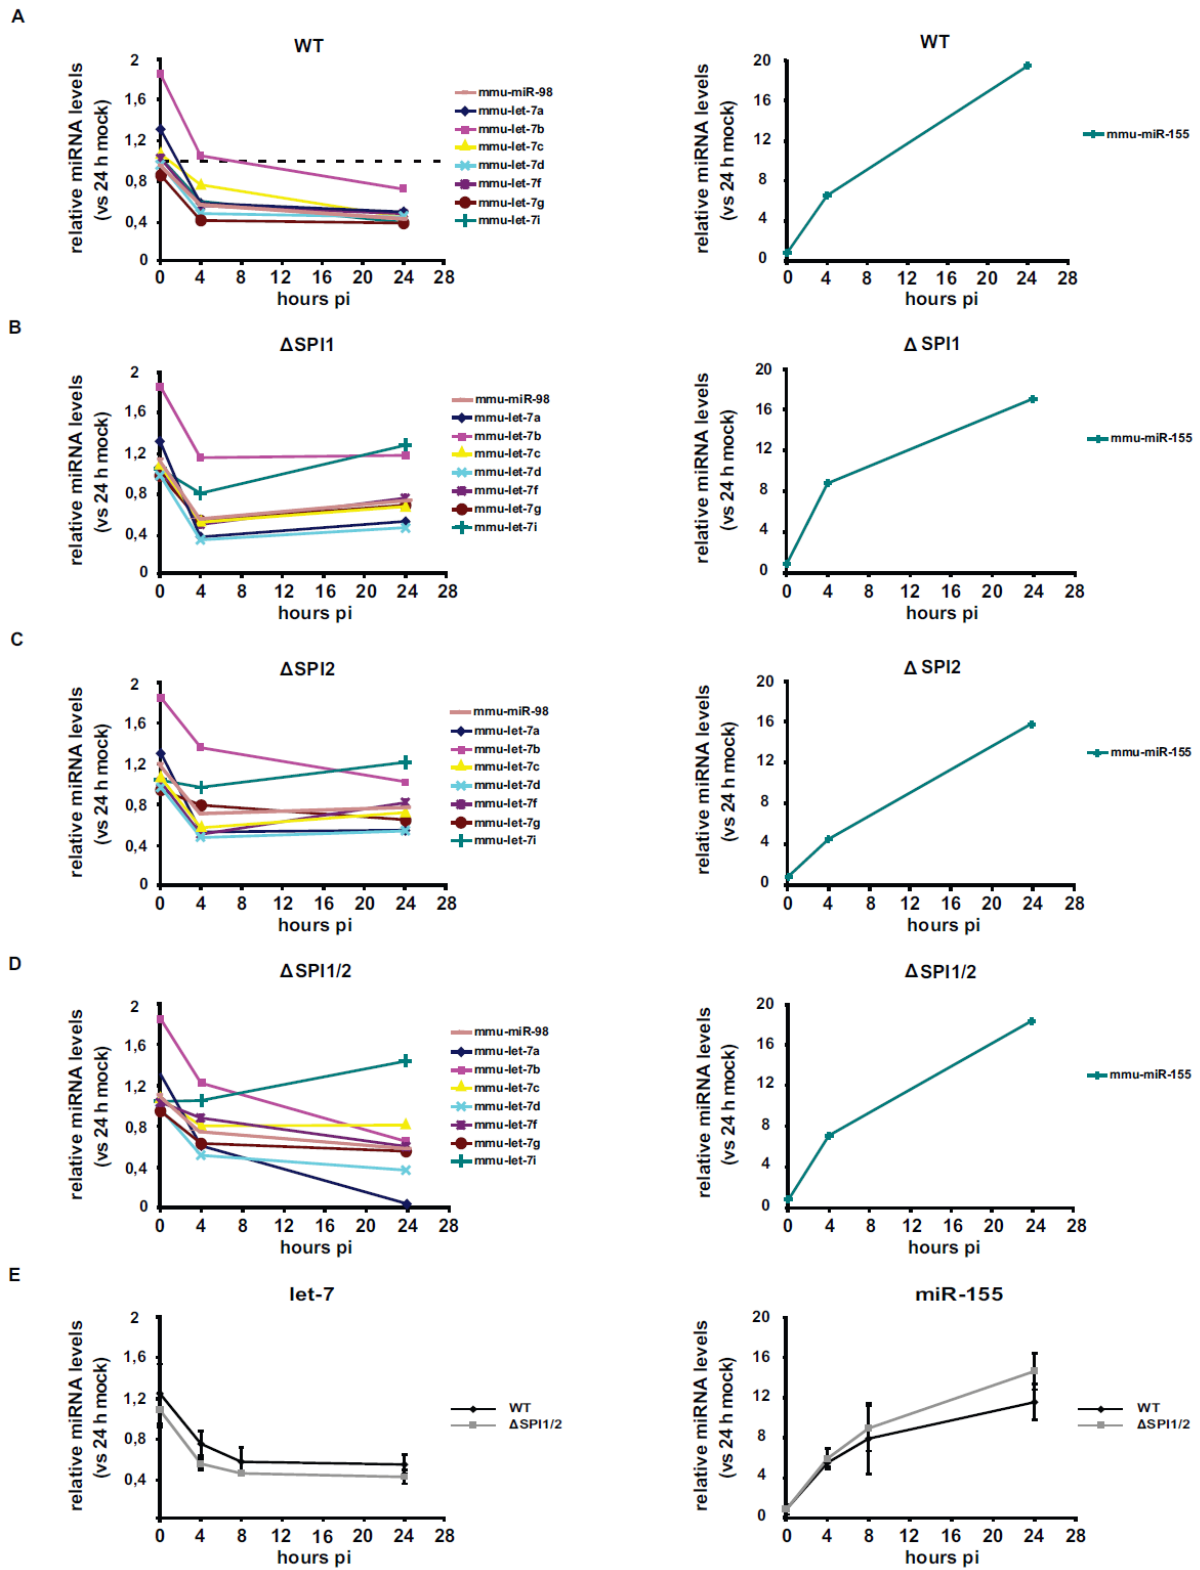 A
WT
relative miRNA levels
(vs 24 h mock)
2
1,6
1,2
0,8
0,4
0
0 4 8 12 16 20 24 28
hours pi
mmu-miR-98
mmu-let-7a
mmu-let-7b
mmu-let-7c
mmu-let-7d
mmu-let-7f
mmu-let-7g
mmu-let-7i
WT
relative miRNA levels
(vs 24 h mock)
20
16
12
8
4
0
0 4 8 12 16 20 24 28
hours pi
mmu-miR-155
B
ΔSPI1
relative miRNA levels
(vs 24 h mock)
2
1,6
1,2
0,8
0,4
0
0 4 8 12 16 20 24 28
hours pi
mmu-miR-98
mmu-let-7a
mmu-let-7b
mmu-let-7c
mmu-let-7d
mmu-let-7f
mmu-let-7g
mmu-let-7i
Δ SPI1
relative miRNA levels
(vs 24 h mock)
20
16
12
8
4
0
0 4 8 12 16 20 24 28
hours pi
mmu-miR-155
C
ΔSPI2
relative miRNA levels
(vs 24 h mock)
2
1,6
1,2
0,8
0,4
0
0 4 8 12 16 20 24 28
hours pi
mmu-miR-98
mmu-let-7a
mmu-let-7b
mmu-let-7c
mmu-let-7d
mmu-let-7f
mmu-let-7g
mmu-let-7i
Δ SPI2
relative miRNA levels
(vs 24 h mock)
20
16
12
8
4
0
0 4 8 12 16 20 24 28
hours pi
mmu-miR-155
D
ΔSPI1/2
relative miRNA levels
(vs 24 h mock)
2
1,6
1,2
0,8
0,4
0
0 4 8 12 16 20 24 28
hours pi
mmu-miR-98
mmu-let-7a
mmu-let-7b
mmu-let-7c
mmu-let-7d
mmu-let-7f
mmu-let-7g
mmu-let-7i
ΔSPI1/2
relative miRNA levels
(vs 24 h mock)
20
16
12
8
4
0
0 4 8 12 16 20 24 28
hours pi
mmu-miR-155
E
let-7
relative miRNA levels
(vs 24 h mock)
2
1,6
1,2
0,8
0,4
0 4 8 12 16 20 24 28
hours pi
WT
ΔSPI1/2
miR-155
relative miRNA levels
(vs 24 h mock)
20
16
12
8
4
0
0 4 8 12 16 20 24 28
hours pi
WT
ΔSPI1/2